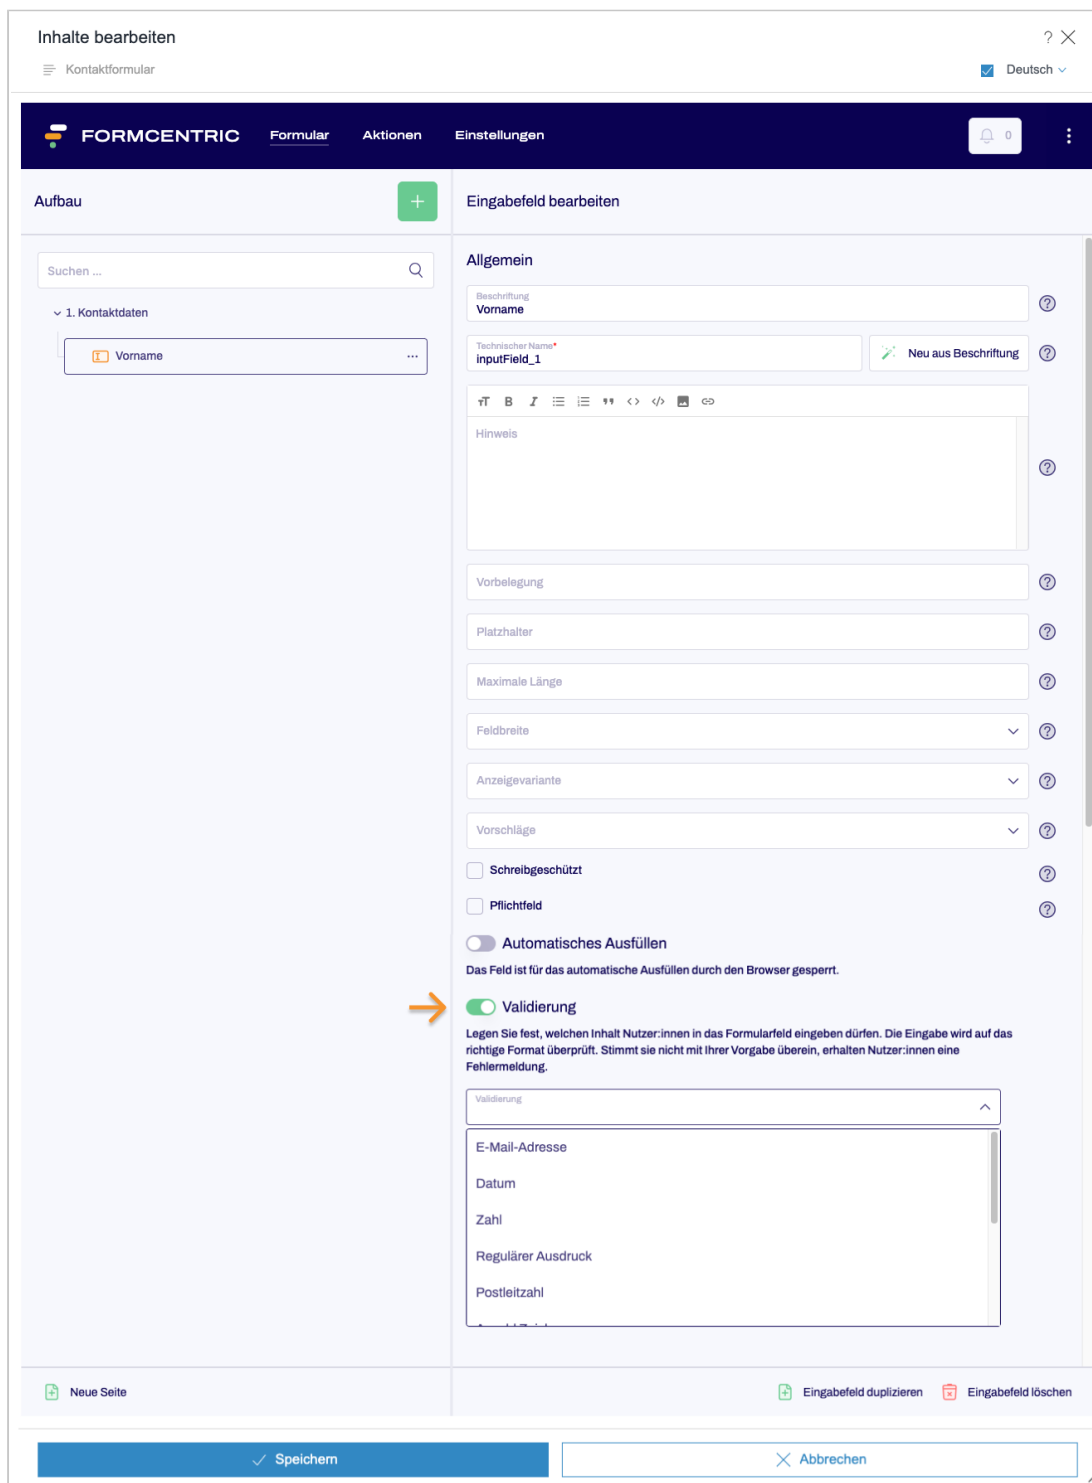 Inhalte bearbeiten
?
Kontaktformular
Deutsch
FORMCENTRIC
Formular
Aktionen
Einstellungen
0
Aufbau
+
Eingabefeld bearbeiten
Suchen ...
1. Kontaktdaten
Vorname
Allgemein
Beschriftung
Vorname
?
Technischer Name*
inputField_1
Neu aus Beschriftung
?
Hinweis
?
Vorbelegung
?
Platzhalter
?
Maximale Länge
?
Feldbreite
?
Anzeigevariante
?
Vorschläge
?
Schreibgeschützt
?
Pflichtfeld
?
Automatisches Ausfüllen
Das Feld ist für das automatische Ausfüllen durch den Browser gesperrt.
Validierung
Legen Sie fest, welchen Inhalt Nutzer:innen in das Formularfeld eingeben dürfen. Die Eingabe wird auf das
richtige Format überprüft. Stimmt sie nicht mit Ihrer Vorgabe überein, erhalten Nutzer:innen eine
Fehlermeldung.
Validierung
E-Mail-Adresse
Datum
Zahl
Regulärer Ausdruck
Postleitzahl
Neue Seite
Eingabefeld duplizieren
Eingabefeld löschen
Speichern
Abbrechen